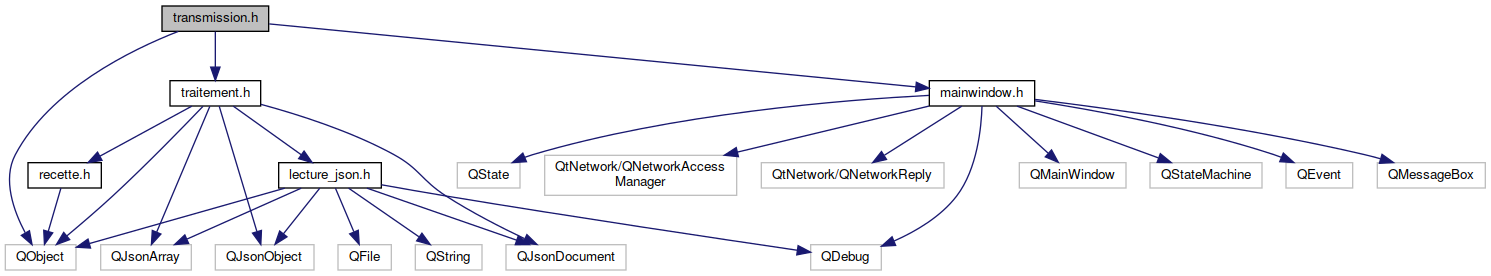 transmission.h
traitement.h
mainwindow.h
recette.h
lecture_json.h
QState
QtNetwork/QNetworkAccess
Manager
QtNetwork/QNetworkReply
QMainWindow
QStateMachine
QEvent
QMessageBox
QObject
QJsonArray
QJsonObject
QFile
QString
QJsonDocument
QDebug